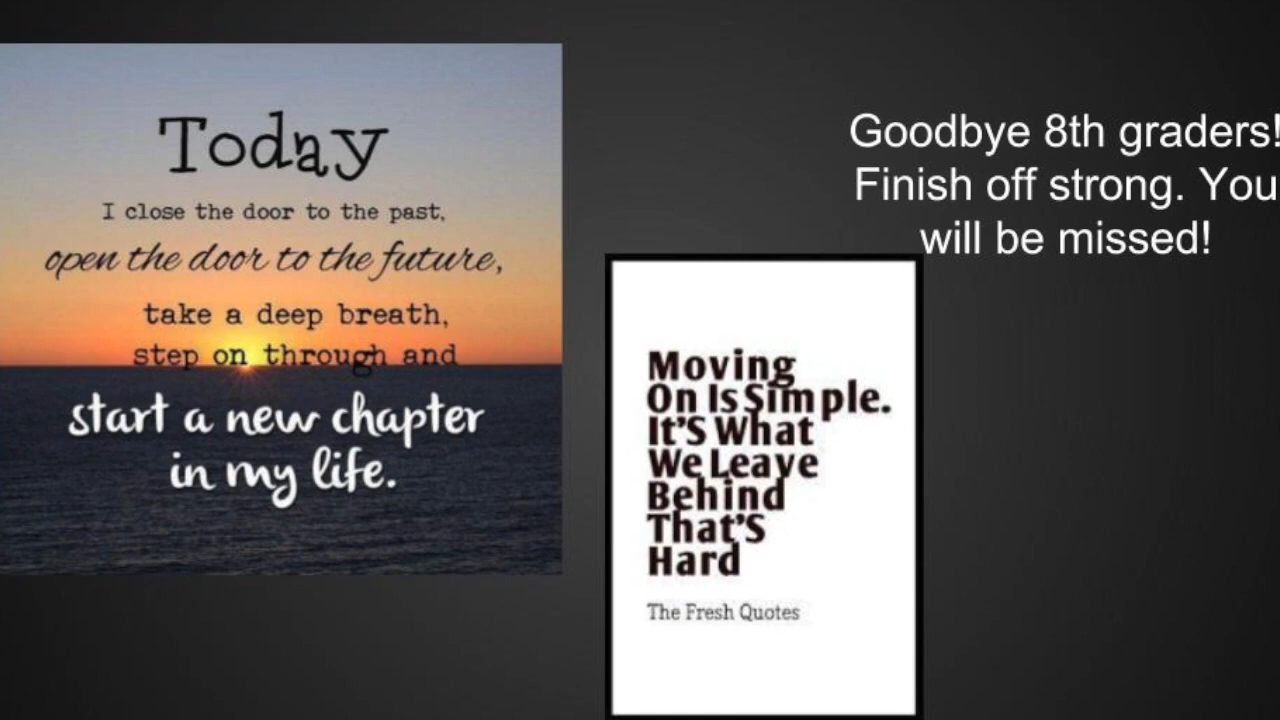 Today
I close the door to the past,
open the door to the future,
take a deep breath,
step on through and
start a new chapter
in my life.
Goodbye 8th graders!
Finish off strong. You
will be missed!
Moving
On Is Simple.
It'S What
We Leave
Behind
That'S
Hard
The Fresh Quotes